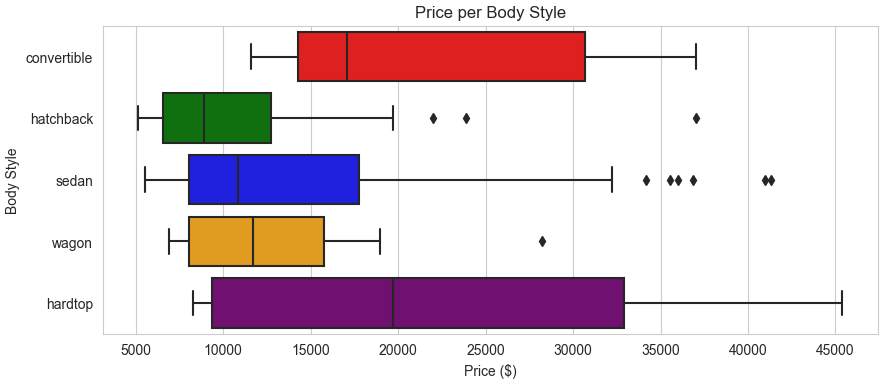 Price per Body Style
Body Style
convertible
hatchback
sedan
wagon
hardtop
5000 10000 15000 20000 25000 30000 35000 40000 45000
Price ($)